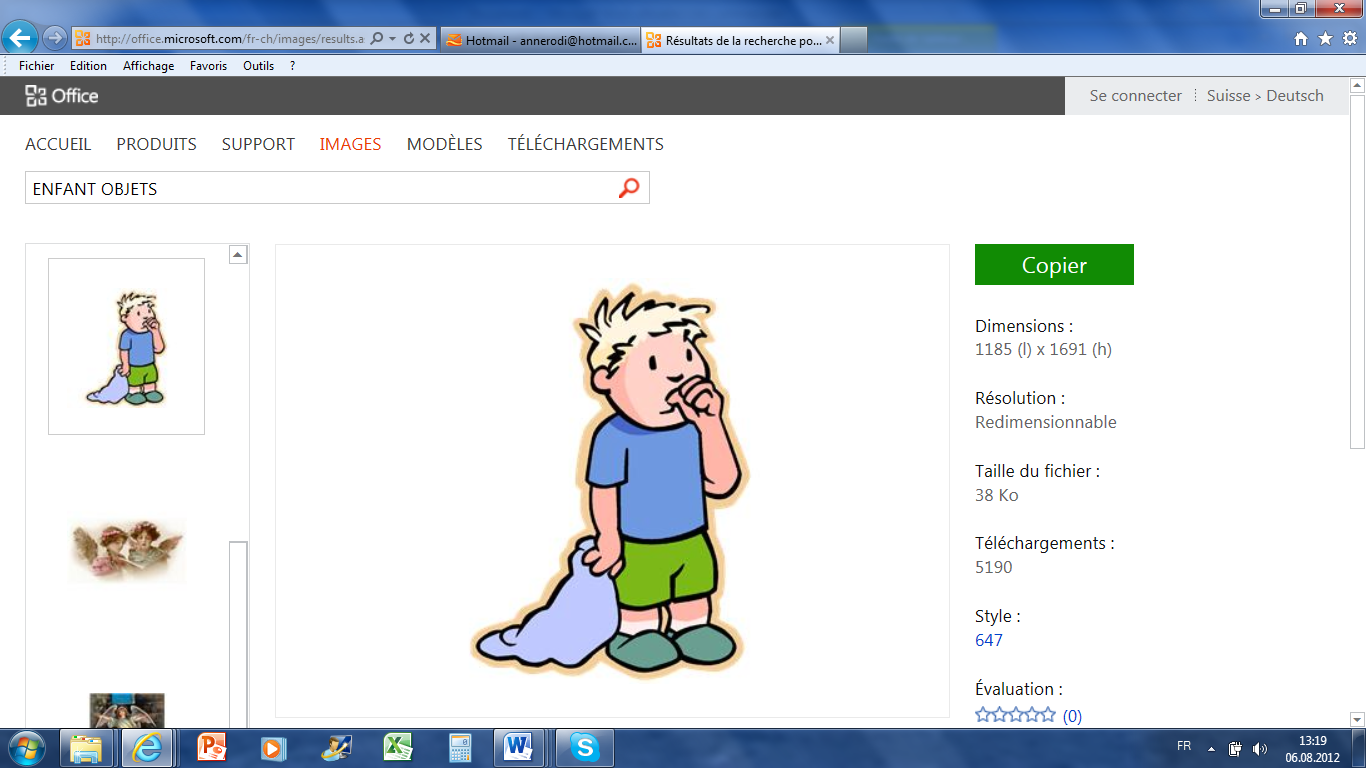 http://office.microsoft.com/fr-ch/images/results.a
Hotmail - annerodi@hotmail.c...
Résultats de la recherche po...
Fichier Edition Affichage Favoris Outils ?
Office
Se connecter Suisse > Deutsch
ACCUEIL PRODUITS SUPPORT IMAGES MODÈLES TÉLÉCHARGEMENTS
ENFANT OBJETS
Copier
Dimensions :
1185 (l) x 1691 (h)
Résolution :
Redimensionnable
Taille du fichier :
38 Ko
Téléchargements :
5190
Style :
647
Évaluation :
(0)
FR
13:19
06.08.2012